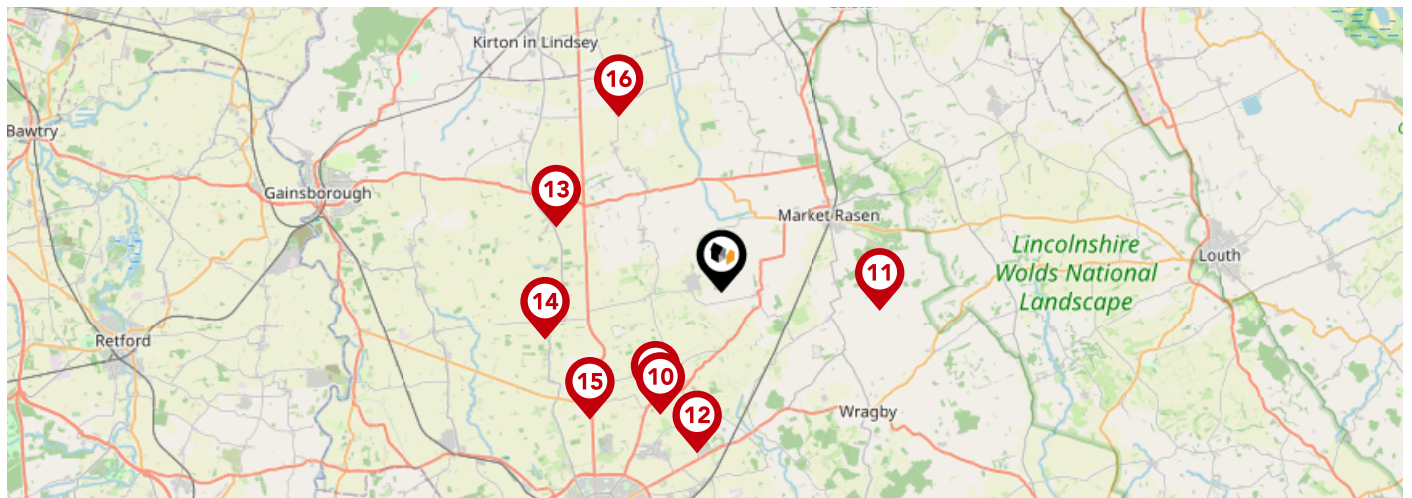 Kirton in Lindsey
16
Bawtry
13
Gainsborough
Market Rasen
Lincolnshire
Wolds National
Landscape
Louth
11
14
Retford
15
10
12
Wragby